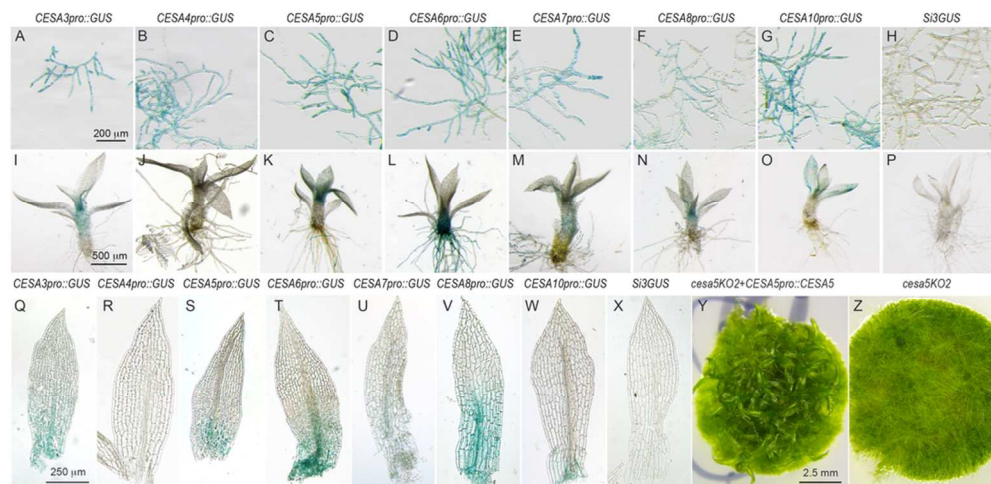 CESA3pro::GUS CESA4pro::GUS CESA5pro::GUS CESA6pro::GUS CESA7pro::GUS CESA8pro::GUS CESA10pro::GUS Si3GUS
A B C D E F G H
200 µm
I J K L M N O P
500 µm
CESA3pro::GUS CESA4pro::GUS CESA5pro::GUS CESA6pro::GUS CESA7pro::GUS CESA8pro::GUS CESA10pro::GUS Si3GUS cesa5KO2+CESA5pro::CESA5 cesa5KO2
Q R S T U V W X Y Z
250 µm 2.5 mm